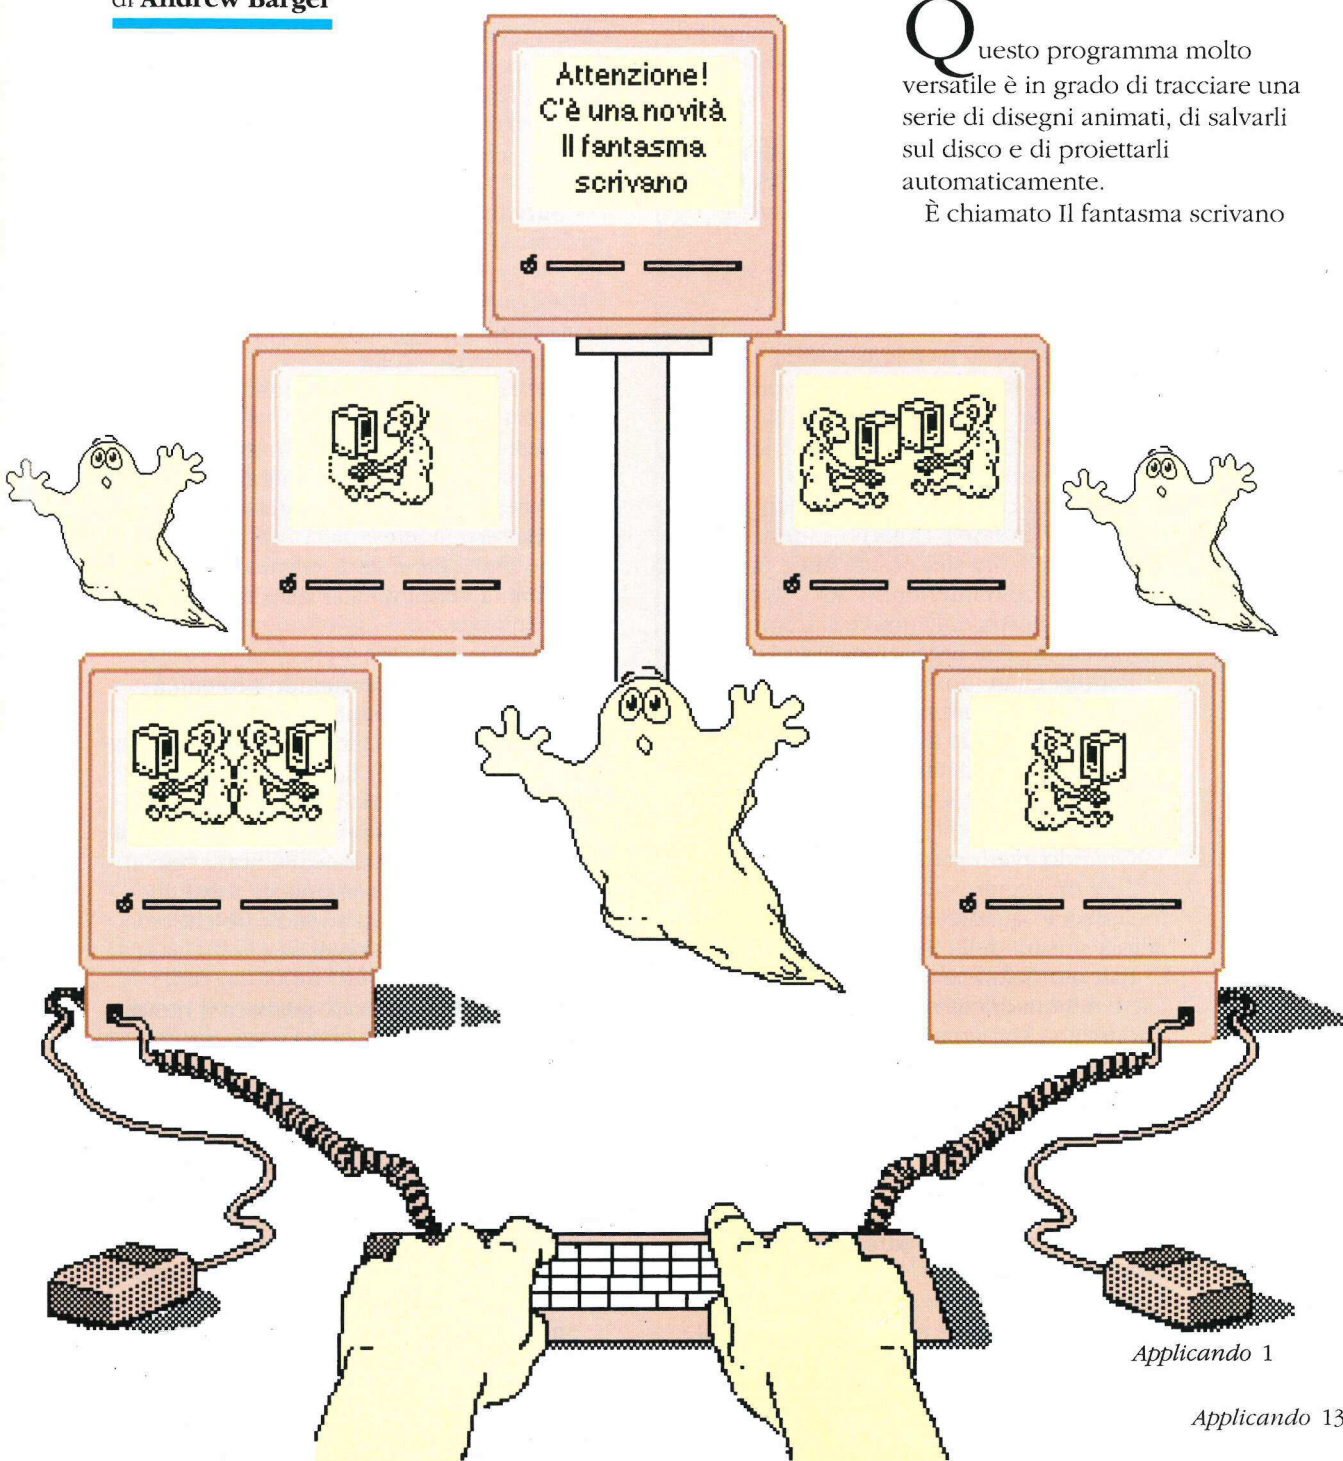 di Andrew Barger
Attenzione!
C'è una novità
Il fantasma
scrivano
Questo programma molto
versatile è in grado di tracciare una
serie di disegni animati, di salvarli
sul disco e di proiettarli
automaticamente.
È chiamato Il fantasma scrivano
Applicando 1
Applicando 13